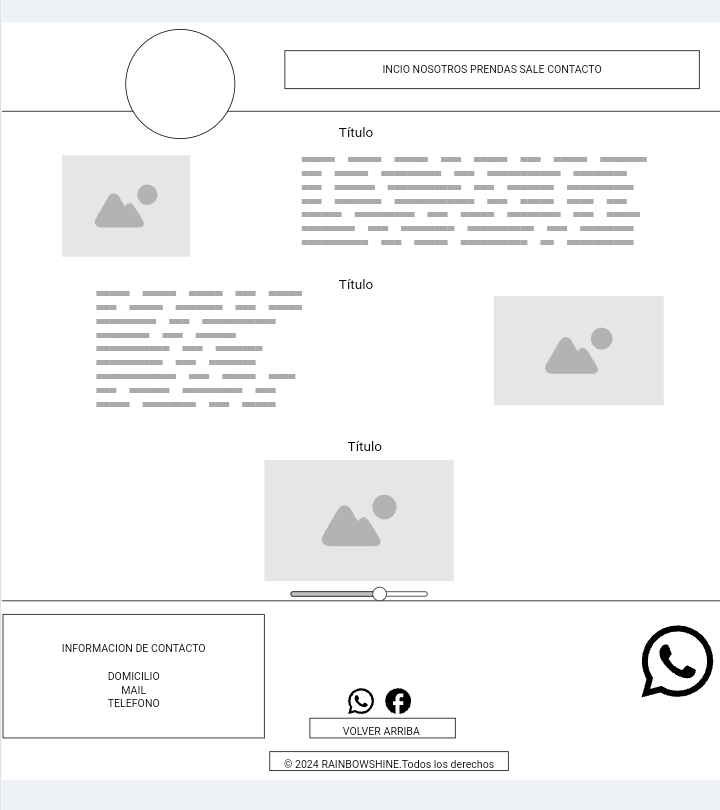 INCIO NOSOTROS PRENDAS SALE CONTACTO
Título
Título
Título
INFORMACION DE CONTACTO
DOMICILIO
MAIL
TELEFONO
VOLVER ARRIBA
© 2024 RAINBOWSHINE.Todos los derechos